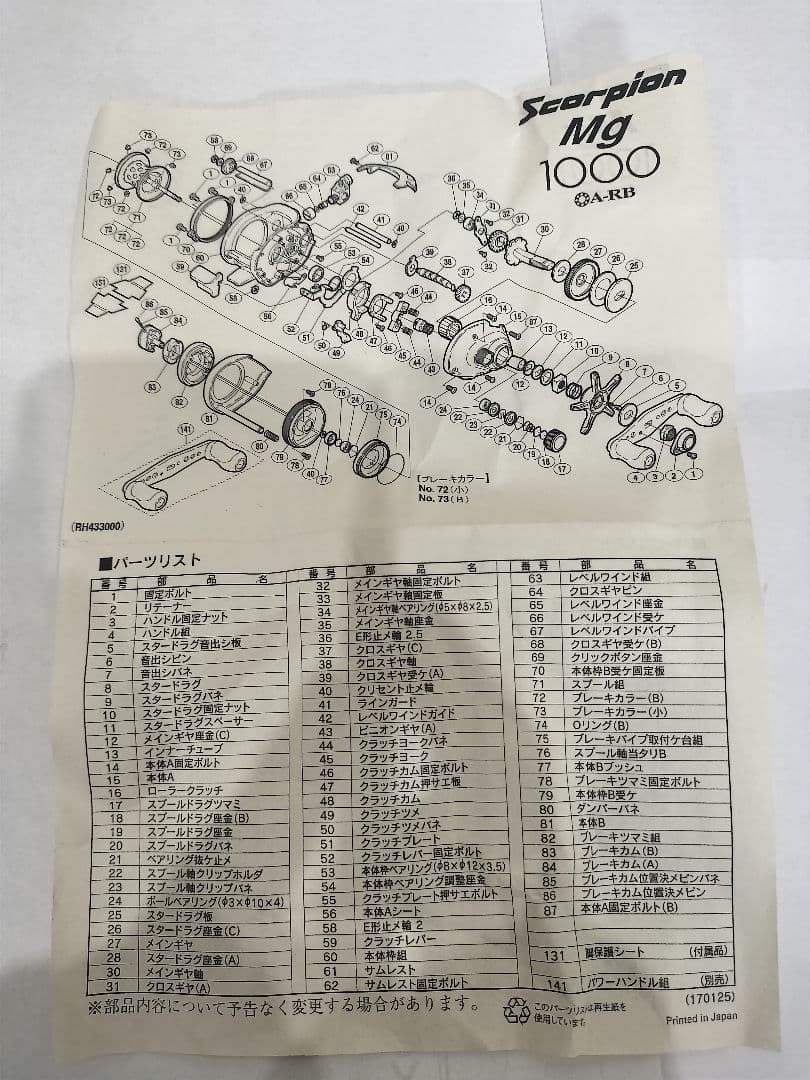 Scorpion
Mg
1000
A-RB
[ブレーキカラー]
No. 72(小)
No. 73(B)
(RH433000)
■パーツリスト
番号 部品名
1 固定ボルト
2 リテーナー
3 ハンドル固定ナット
4 ハンドル組
5 スタードラグ音出シ板
6 音出シピン
7 音出シバネ
8 スタードラグ
9 スタードラグバネ
10 スタードラグ固定ナット
11 スタードラグスペーサー
12 メインギヤ座金(C)
13 インナーチューブ
14 本体A固定ボルト
15 本体A
16 ローラークラッチ
17 スプールドラグツマミ
18 スプールドラグ座金(B)
19 スプールドラグ座金
20 スプールドラグバネ
21 ベアリング抜ケ止メ
22 スプール軸クリップホルダ
23 スプール軸クリップバネ
24 ボールベアリング(φ3×φ10×4)
25 スタードラグ板
26 スタードラグ座金(C)
27 メインギヤ
28 スタードラグ座金(A)
30 メインギヤ軸
31 クロスギヤ(A)
番号 部品名
32 メインギヤ軸固定ボルト
33 メインギヤ軸固定板
34 メインギヤ軸ベアリング(φ5×φ8×2.5)
35 メインギヤ軸座金
36 E形止メ輪 2.5
37 クロスギヤ(C)
38 クロスギヤ軸
39 クロスギヤ受ケ(A)
40 クリセント止メ輪
41 ラインガード
42 レベルワインドガイド
43 ピニオンギヤ(A)
44 クラッチヨークバネ
45 クラッチヨーク
46 クラッチカム固定ボルト
47 クラッチカム押サエ板
48 クラッチカム
49 クラッチツメ
50 クラッチツメバネ
51 クラッチプレート
52 クラッチレバー固定ボルト
53 本体枠ベアリング(φ8×φ12×3.5)
54 本体枠ベアリング調整座金
55 クラッチプレート押サエボルト
56 本体Aシート
58 E形止メ輪 2
59 クラッチレバー
60 本体枠組
61 サムレスト
62 サムレスト固定ボルト
番号 部品名
63 レベルワインド組
64 クロスギヤピン
65 レベルワインド座金
66 レベルワインド受ケ
67 レベルワインドパイプ
68 クロスギヤ受ケ(B)
69 クリックボタン座金
70 本体枠B受ケ固定板
71 スプール組
72 ブレーキカラー(B)
73 ブレーキカラー(小)
74 Oリング(B)
75 ブレーキパイプ取付ケ台組
76 スプール軸当タリB
77 本体Bブッシュ
78 ブレーキツマミ固定ボルト
79 本体枠B受ケ
80 ダンパーバネ
81 本体B
82 ブレーキツマミ組
83 ブレーキカム(B)
84 ブレーキカム(A)
85 ブレーキカム位置決メピンバネ
86 ブレーキカム位置決メピン
87 本体A固定ボルト(B)
131 保護シート (付属品)
141 パワーハンドル組 (別売)
※部品内容について予告なく変更する場合があります。
このパーツリストは再生紙を
使用しています
(170125)
Printed in Japan